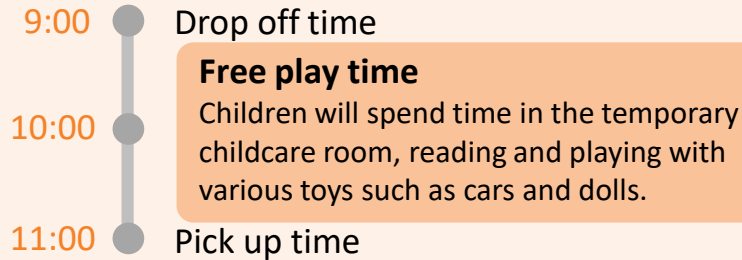 9:00 Drop off time
Free play time
Children will spend time in the temporary
10:00
childcare room, reading and playing with
various toys such as cars and dolls.
11:00 Pick up time